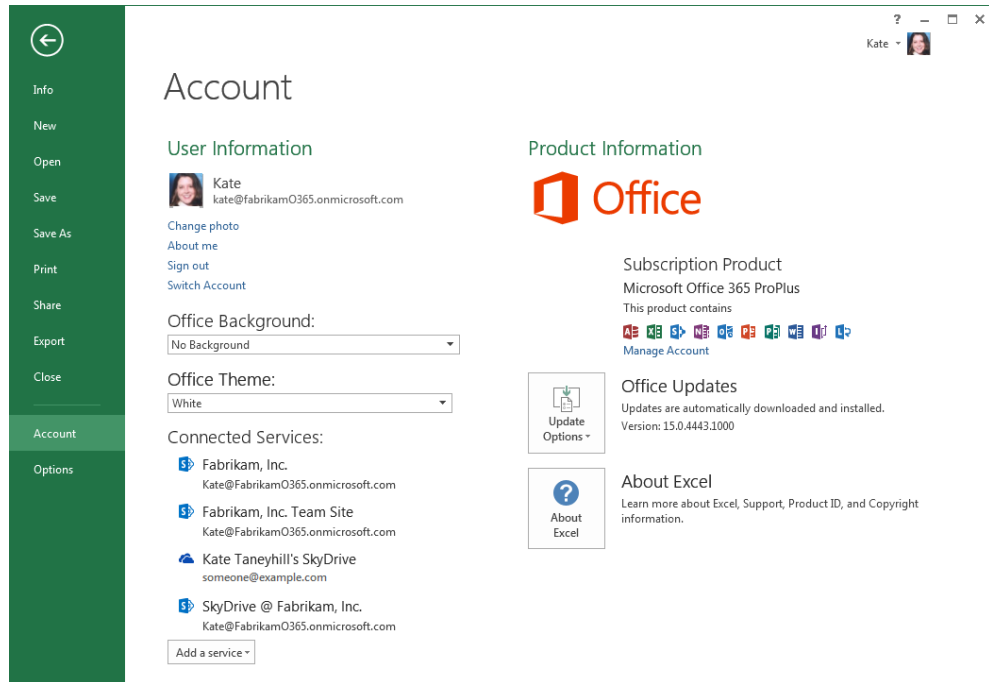 ?
Kate
Info
New
Open
Save
Save As
Print
Share
Export
Close
Account
Options
Account
User Information
Kate
kate@fabrikamO365.onmicrosoft.com
Change photo
About me
Sign out
Switch Account
Office Background:
No Background
Office Theme:
White
Connected Services:
Fabrikam, Inc.
Kate@FabrikamO365.onmicrosoft.com
Fabrikam, Inc. Team Site
Kate@FabrikamO365.onmicrosoft.com
Kate Taneyhill's SkyDrive
someone@example.com
SkyDrive @ Fabrikam, Inc.
Kate@FabrikamO365.onmicrosoft.com
Add a service
Product Information
Office
Subscription Product
Microsoft Office 365 ProPlus
This product contains
Manage Account
Update
Options
Office Updates
Updates are automatically downloaded and installed.
Version: 15.0.4443.1000
?
About
Excel
About Excel
Learn more about Excel, Support, Product ID, and Copyright
information.